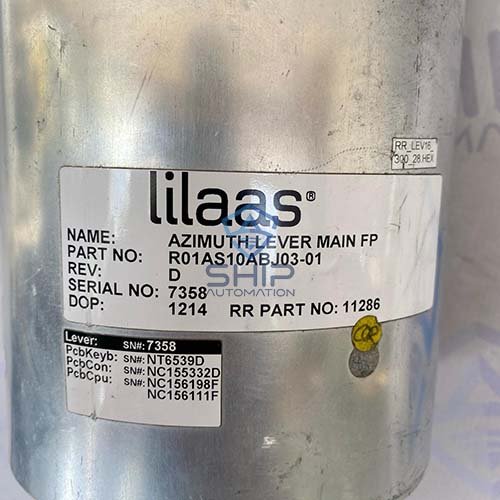 RR_LEV16_
300_28.HEX
lilaas®
NAME: AZIMUTH LEVER MAIN FP
PART NO: R01AS10ABJ03-01
REV: D
SERIAL NO: 7358
DOP: 1214 RR PART NO: 11286
SHIP
AUTOMATION
Lever: SN#: 7358
PcbKeyb: SN#: NT6539D
PcbCon: SN#: NC155332D
PcbCpu: SN#: NC156198F
NC156111F